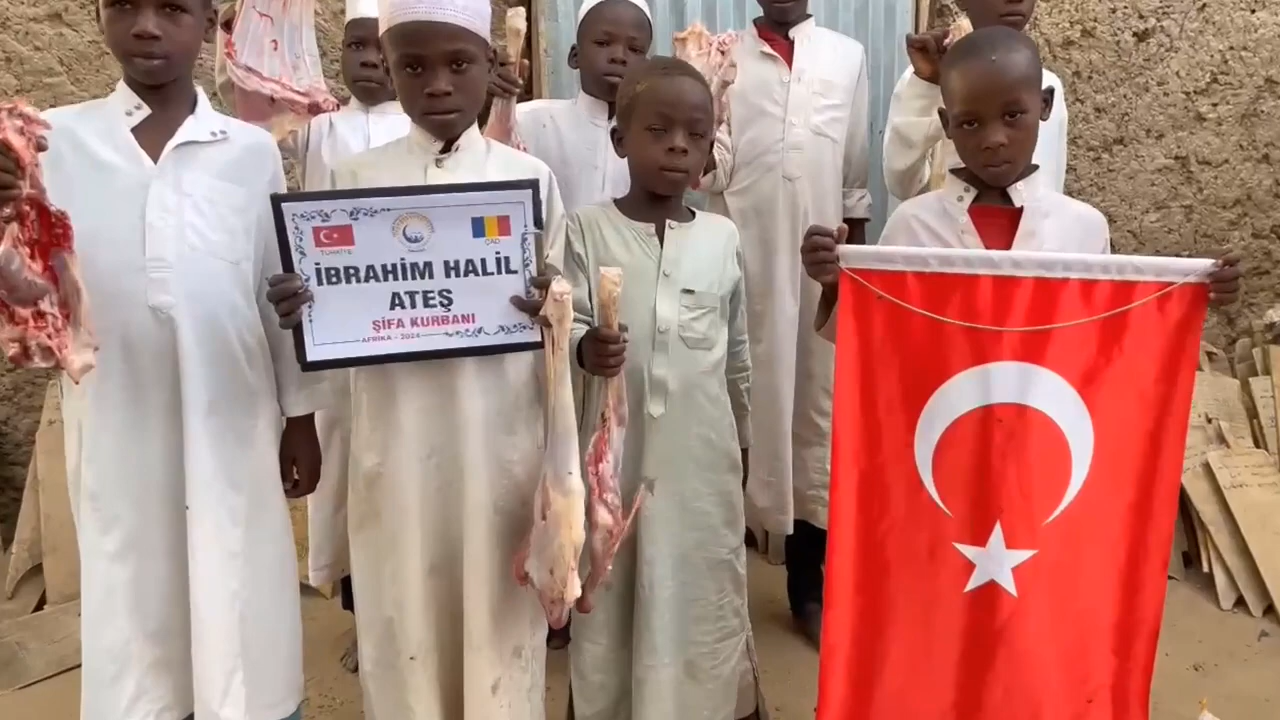 TÜRKİYE
ÇAD
İBRAHİM HALİL
ATEŞ
ŞİFA KURBANI
AFRİKA - 2024